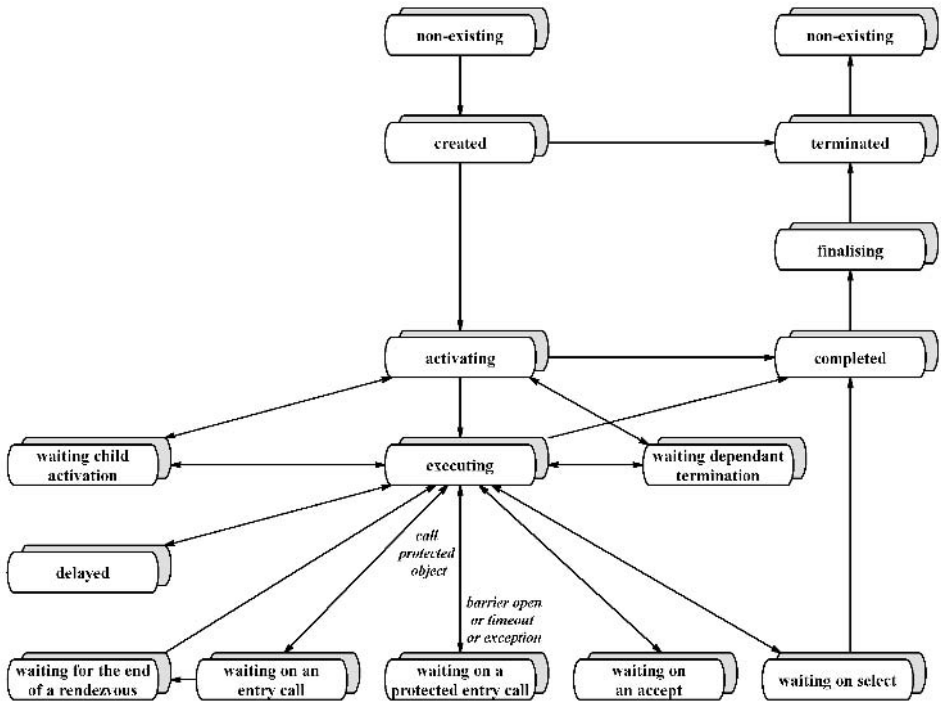 non-existing
non-existing
created
terminated
finalising
activating
completed
waiting child
activation
executing
waiting dependant
termination
call
protected
object
delayed
barrier open
or timeout
or exception
waiting for the end
of a rendezvous
waiting on an
entry call
waiting on a
protected entry call
waiting on
an accept
waiting on select